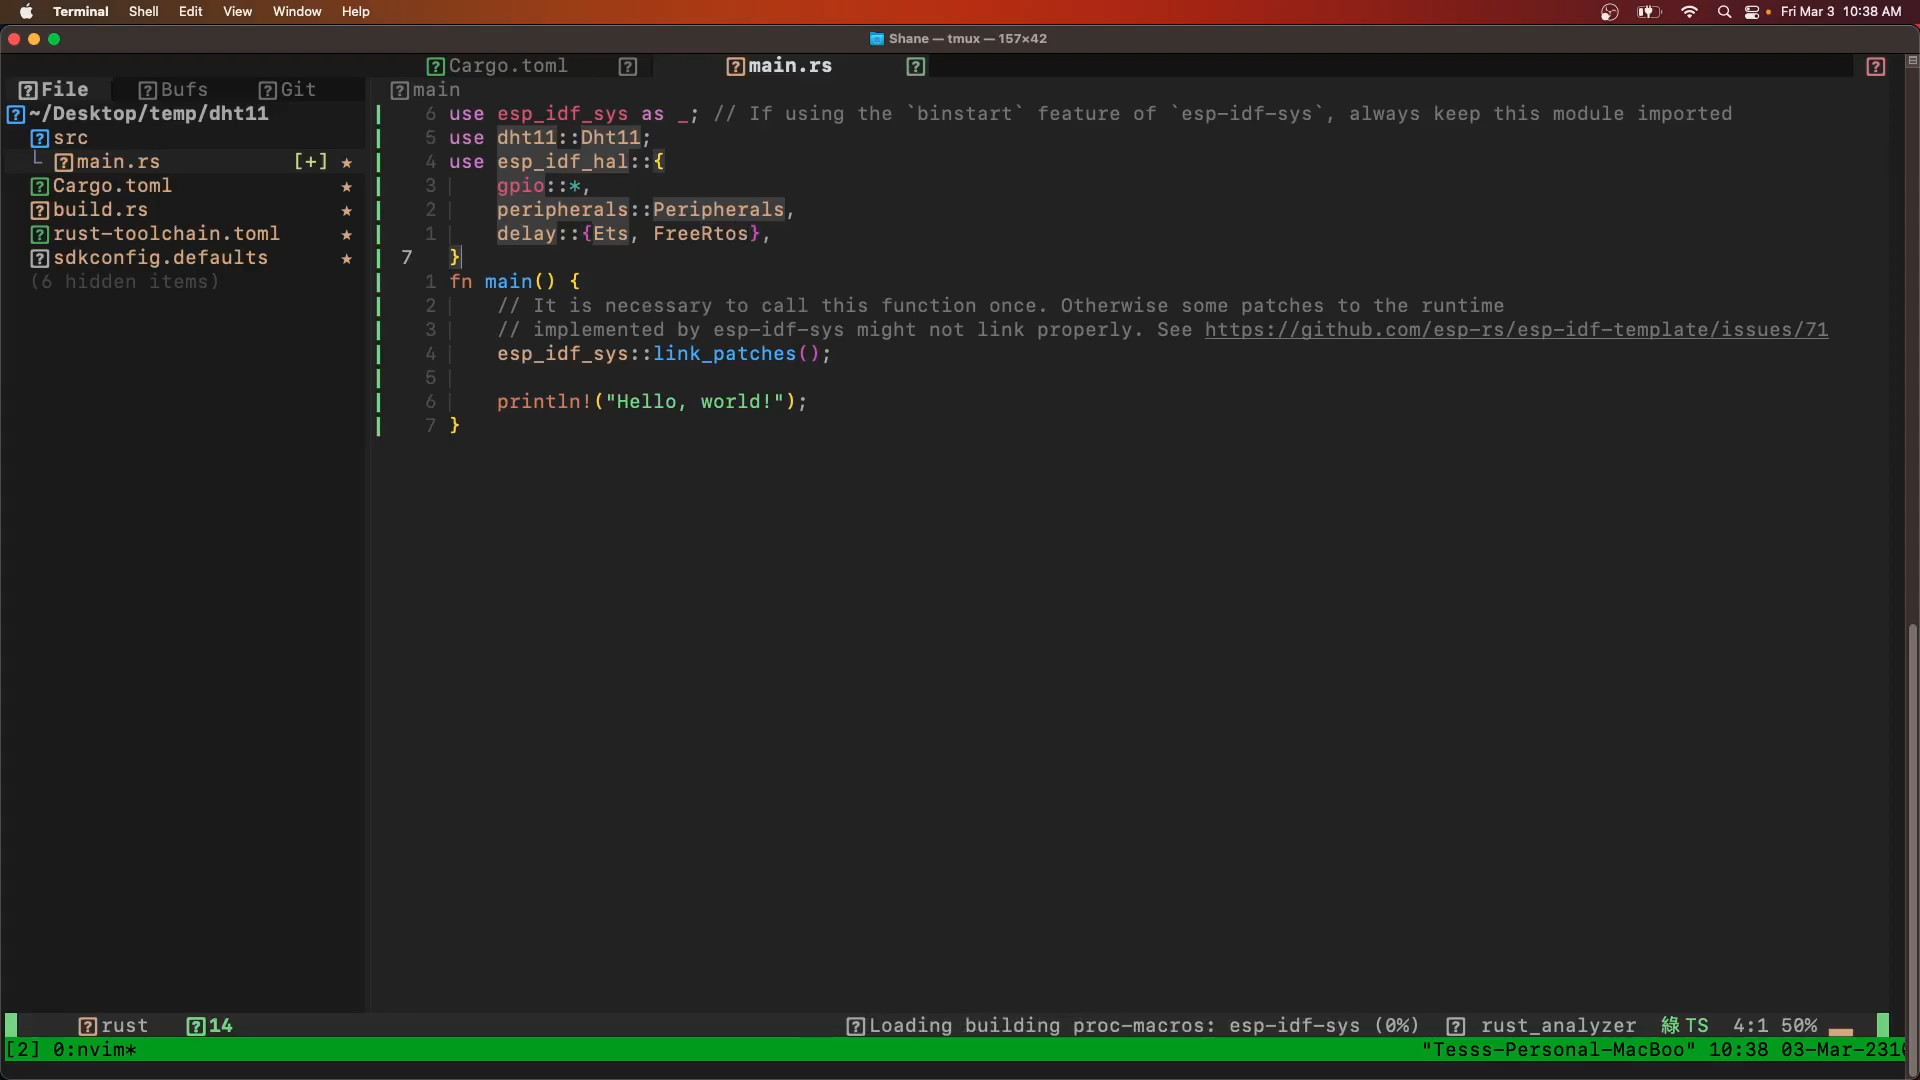 Terminal Shell Edit View Window Help Fri Mar 3 10:38 AM
Shane — tmux — 157×42
Cargo.toml main.rs
File Bufs Git main
~/Desktop/temp/dht11
src
main.rs [+] ★
Cargo.toml ★
build.rs ★
rust-toolchain.toml ★
sdkconfig.defaults ★
(6 hidden items)
6 use esp_idf_sys as _; // If using the `binstart` feature of `esp-idf-sys`, always keep this module imported
5 use dht11::Dht11;
4 use esp_idf_hal::{
3 gpio::*,
2 peripherals::Peripherals,
1 delay::{Ets, FreeRtos},
7 }
1 fn main() {
2 // It is necessary to call this function once. Otherwise some patches to the runtime
3 // implemented by esp-idf-sys might not link properly. See https://github.com/esp-rs/esp-idf-template/issues/71
4 esp_idf_sys::link_patches();
5
6 println!("Hello, world!");
7 }
rust 14 Loading building proc-macros: esp-idf-sys (0%) rust_analyzer 綠 TS 4:1 50%
[2] 0:nvim* "Tesss-Personal-MacBoo" 10:38 03-Mar-231